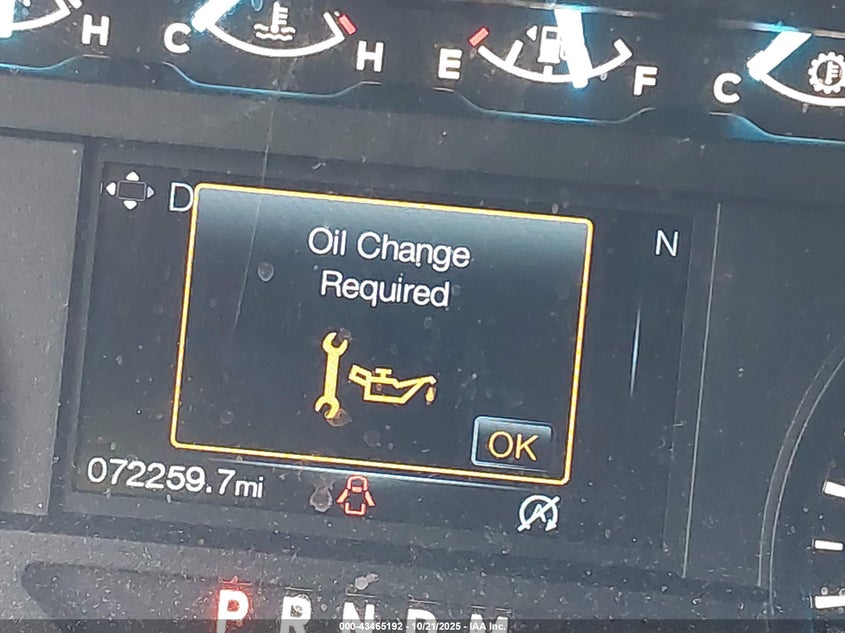 H
C
H
E
F
C
D
N
Oil Change
Required
OK
072259.7mi
P R N D M
000-43465192 - 10/21/2025 - IAA Inc.